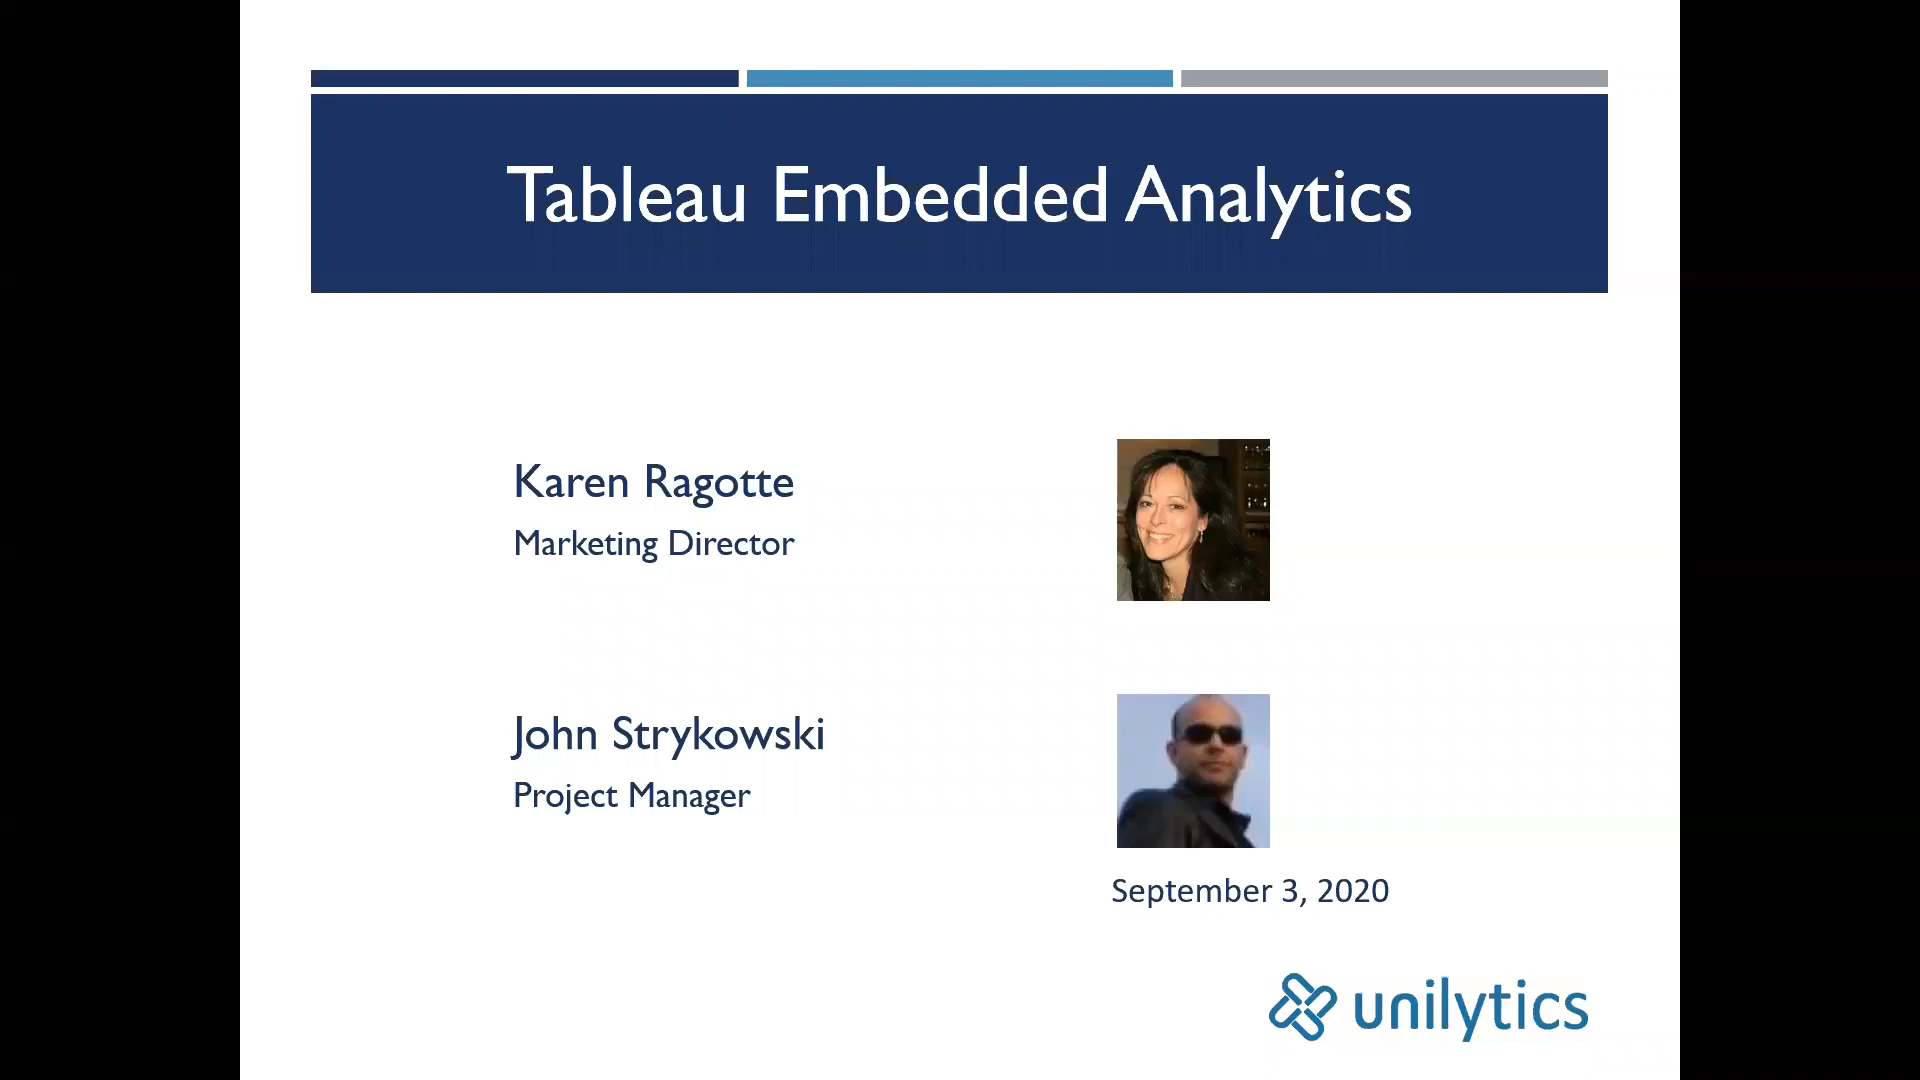 Tableau Embedded Analytics
Karen Ragotte
Marketing Director
John Strykowski
Project Manager
September 3, 2020
unilytics